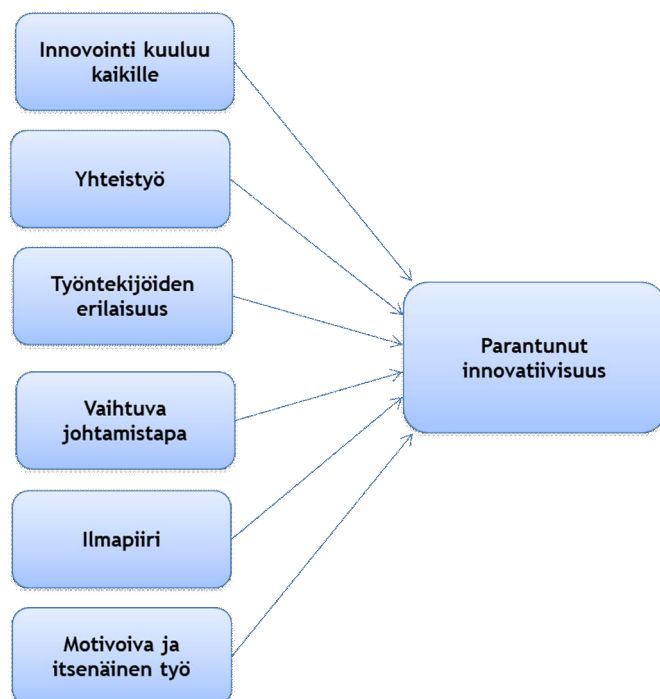 Innovointi kuuluu
kaikille
Yhteistyö
Työntekijöiden
erilaisuus
Vaihtuva
johtamistapa
Ilmapiiri
Motivoiva ja
itsenäinen työ
Parantunut
innovatiivisuus